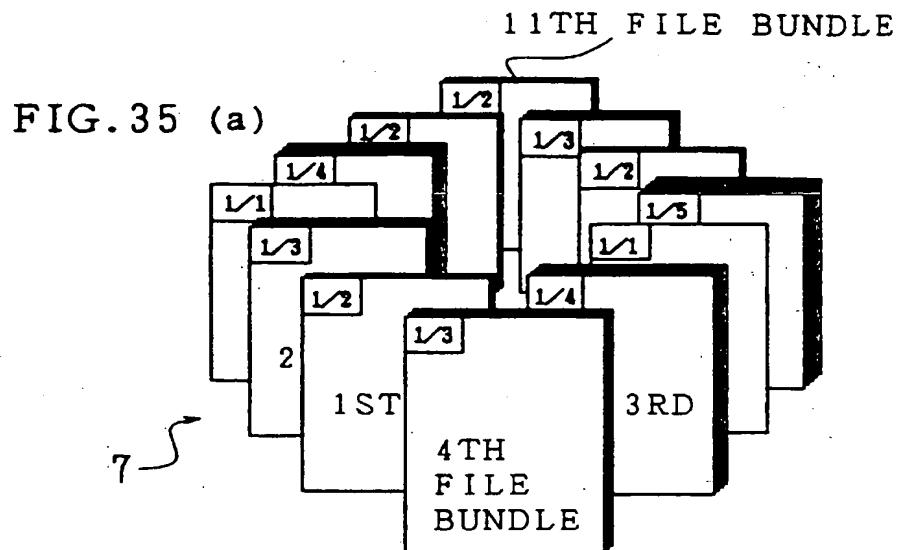 11TH FILE BUNDLE
FIG.35 (a)
1/2
1/2
1/3
1/4
1/2
1/1
1/5
1/3
1/1
1/2
1/4
1/3
2
1ST
3RD
7
4TH
FILE
BUNDLE